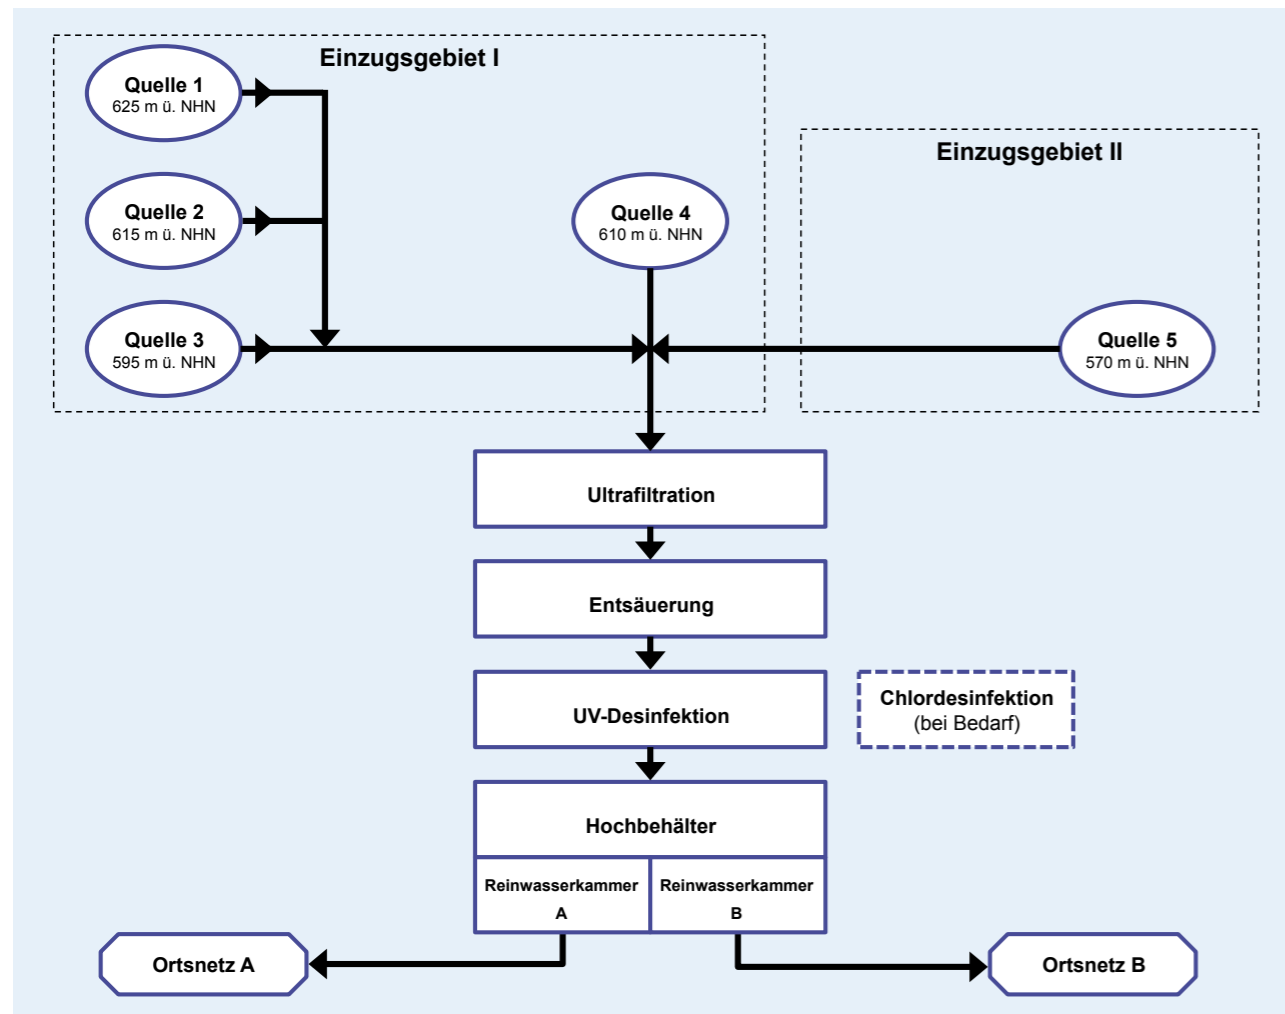 Einzugsgebiet I
Quelle 1
625 m ü. NHN
Quelle 2
615 m ü. NHN
Quelle 3
595 m ü. NHN
Quelle 4
610 m ü. NHN
Einzugsgebiet II
Quelle 5
570 m ü. NHN
Ultrafiltration
Entsäuerung
UV-Desinfektion
Chlordesinfektion
(bei Bedarf)
Hochbehälter
Reinwasserkammer
A
Reinwasserkammer
B
Ortsnetz A
Ortsnetz B